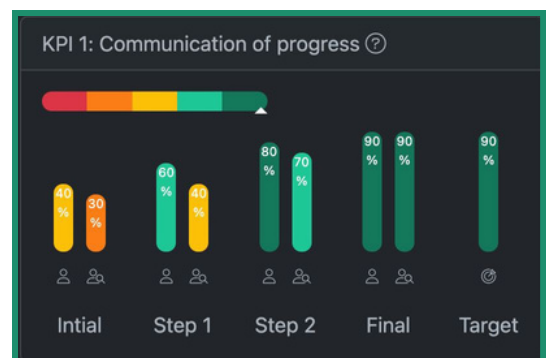 KPI 1: Communication of progress ?
40 % 30 % 60 % 40 % 80 % 70 % 90 % 90 % 90 %
Intial Step 1 Step 2 Final Target